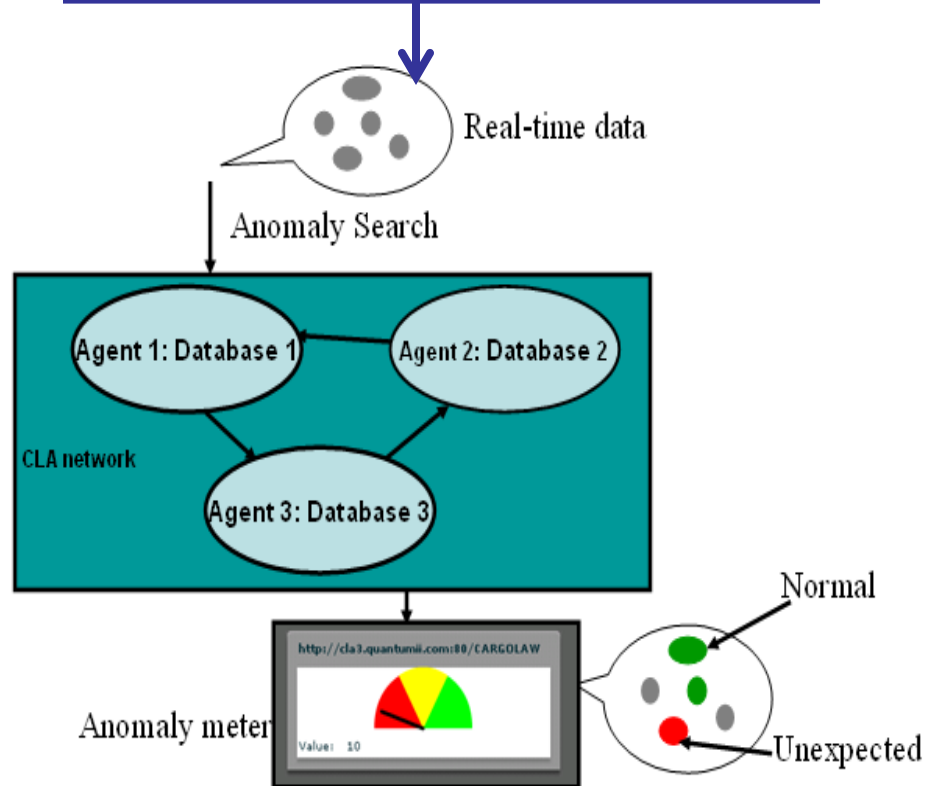 Real-time data
Anomaly Search
Agent 1: Database 1
Agent 2: Database 2
CLA network
Agent 3: Database 3
Normal
http://cla3.quantumii.com:80/CARGOLAW
Anomaly meter
Value: 10
Unexpected